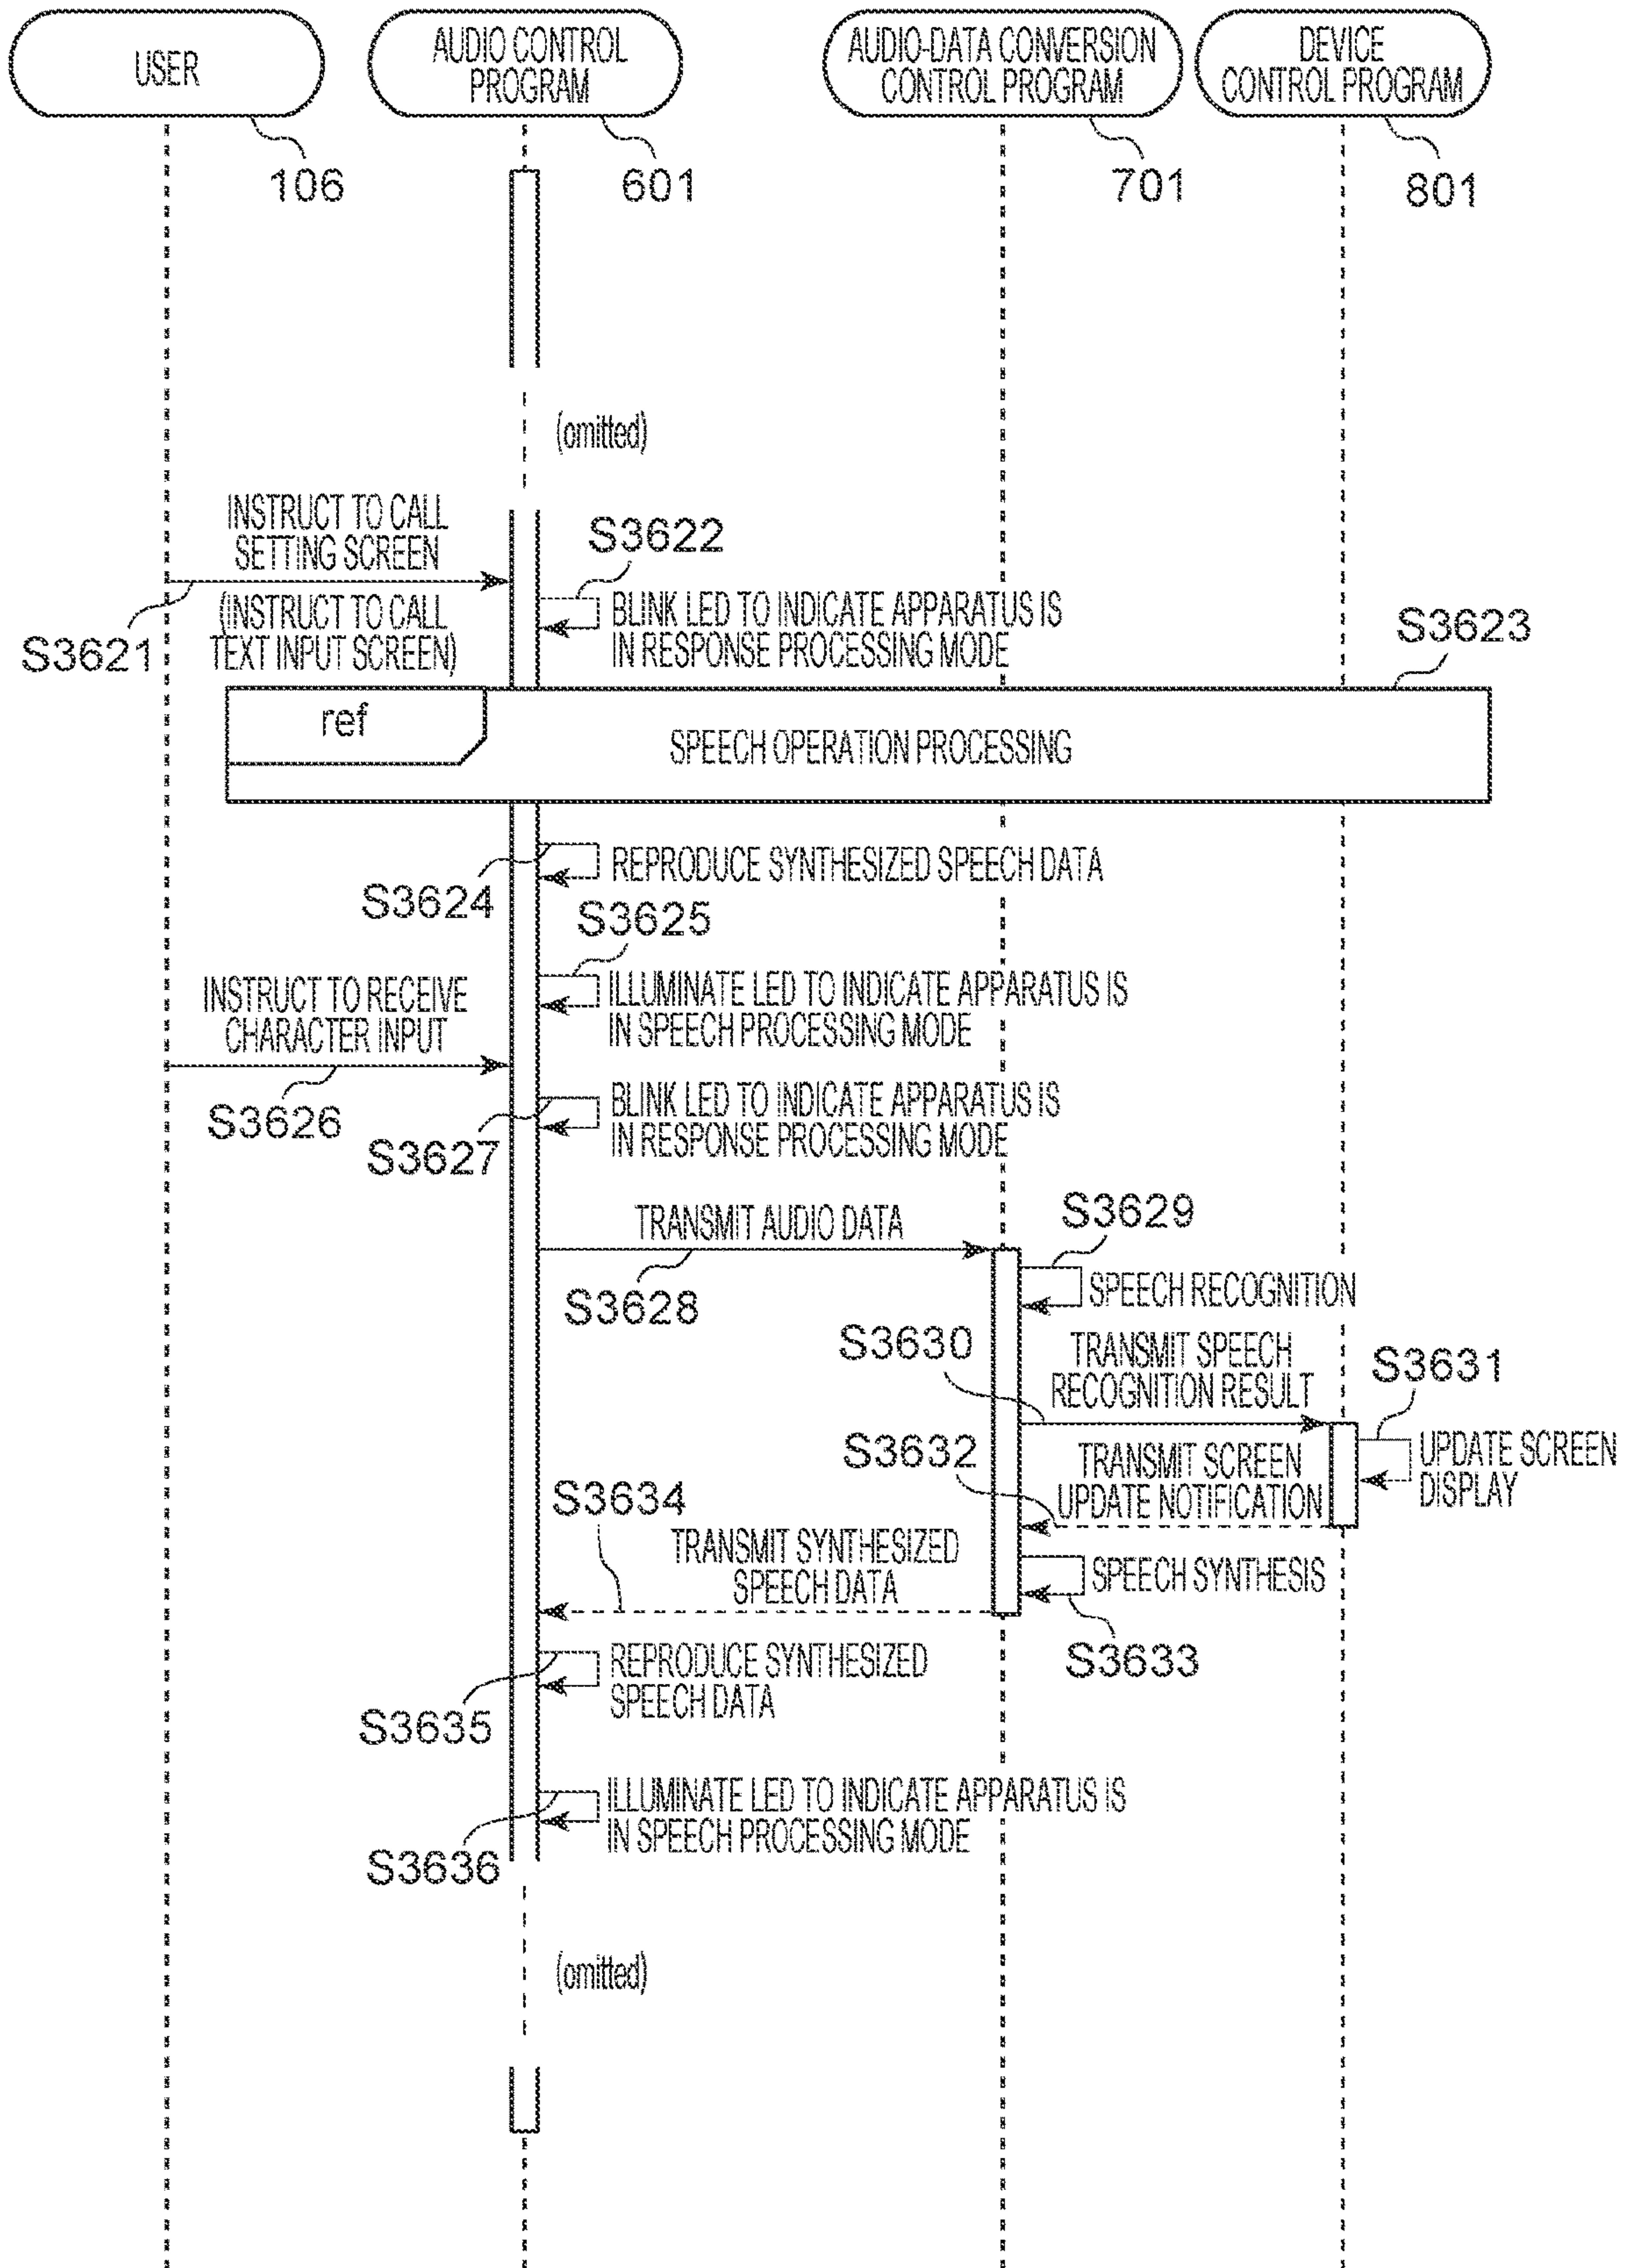 USER
AUDIO CONTROL
PROGRAM
AUDIO-DATA CONVERSION
CONTROL PROGRAM
DEVICE
CONTROL PROGRAM
106
601
701
801
(omitted)
INSTRUCT TO CALL
SETTING SCREEN
(INSTRUCT TO CALL
TEXT INPUT SCREEN)
S3621
S3622
BLINK LED TO INDICATE APPARATUS IS
IN RESPONSE PROCESSING MODE
S3623
ref
SPEECH OPERATION PROCESSING
REPRODUCE SYNTHESIZED SPEECH DATA
S3624
S3625
ILLUMINATE LED TO INDICATE APPARATUS IS
IN SPEECH PROCESSING MODE
INSTRUCT TO RECEIVE
CHARACTER INPUT
S3626
BLINK LED TO INDICATE APPARATUS IS
IN RESPONSE PROCESSING MODE
S3627
TRANSMIT AUDIO DATA
S3628
S3629
SPEECH RECOGNITION
S3630
TRANSMIT SPEECH
RECOGNITION RESULT
S3631
UPDATE SCREEN
DISPLAY
S3632
TRANSMIT SCREEN
UPDATE NOTIFICATION
S3634
TRANSMIT SYNTHESIZED
SPEECH DATA
SPEECH SYNTHESIS
S3633
REPRODUCE SYNTHESIZED
SPEECH DATA
S3635
ILLUMINATE LED TO INDICATE APPARATUS IS
IN SPEECH PROCESSING MODE
S3636
(omitted)